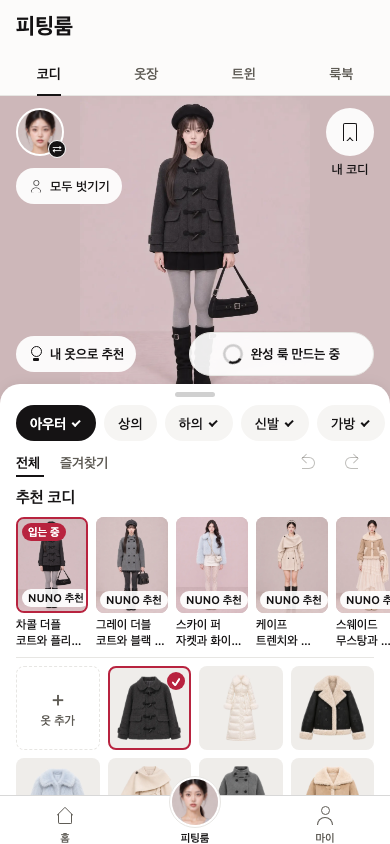 피팅룸
코디
옷장
트윈
룩북
내 코디
모두 벗기기
내 옷으로 추천
완성 룩 만드는 중
아우터
상의
하의
신발
가방
전체
즐겨찾기
추천 코디
입는 중
NUNO 추천
NUNO 추천
NUNO 추천
NUNO 추천
NUNO 추
차콜 더플
코트와 플리...
그레이 더블
코트와 블랙 ...
스카이 퍼
자켓과 화이...
케이프
트렌치와 ...
스웨이드
무스탕과 ...
옷 추가
홈
피팅룸
마이